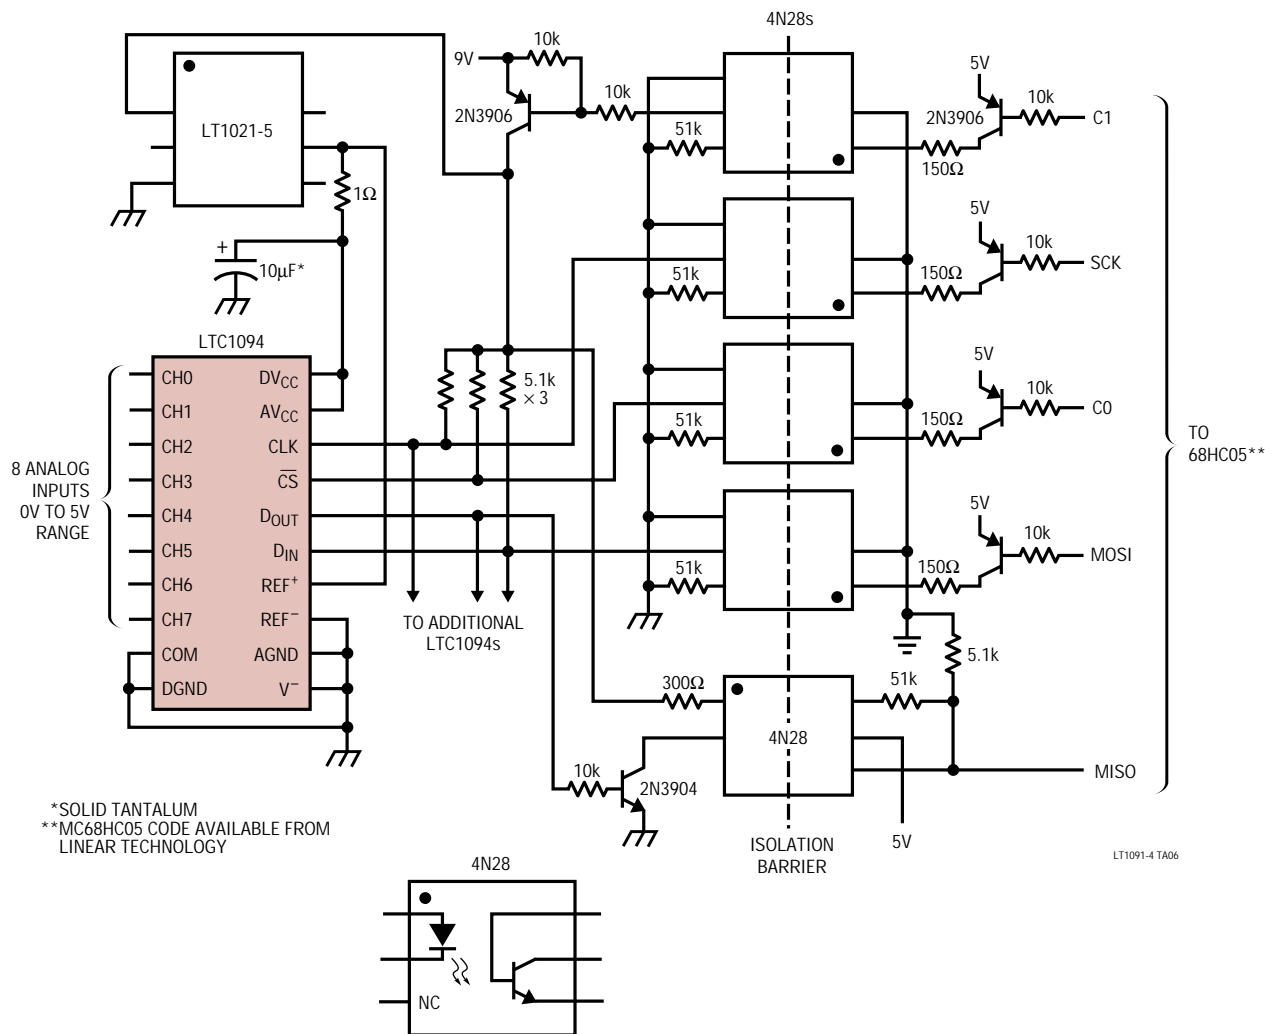 4N28s
9V
10k
2N3906
10k
LT1021-5
1Ω
+
10µF*
51k
5V
2N3906
10k
C1
150Ω
51k
5V
10k
SCK
150Ω
51k
5V
10k
C0
150Ω
51k
5V
10k
MOSI
150Ω
TO
68HC05**
LTC1094
CH0
CH1
CH2
CH3
CH4
CH5
CH6
CH7
COM
DGND
DVCC
AVCC
CLK
C̅S̅
DOUT
DIN
REF+
REF–
AGND
V–
8 ANALOG
INPUTS
0V TO 5V
RANGE
5.1k
× 3
TO ADDITIONAL
LTC1094s
300Ω
10k
2N3904
4N28
51k
5.1k
MISO
5V
ISOLATION
BARRIER
*SOLID TANTALUM
**MC68HC05 CODE AVAILABLE FROM
LINEAR TECHNOLOGY
LT1091-4 TA06
4N28
NC